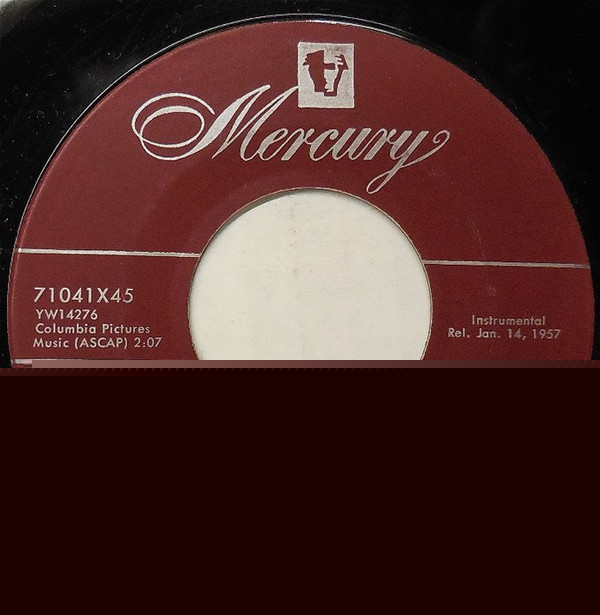 Mercury
71041X45
YW14276
Columbia Pictures
Music (ASCAP) 2:07
Instrumental
Rel. Jan. 14, 1957